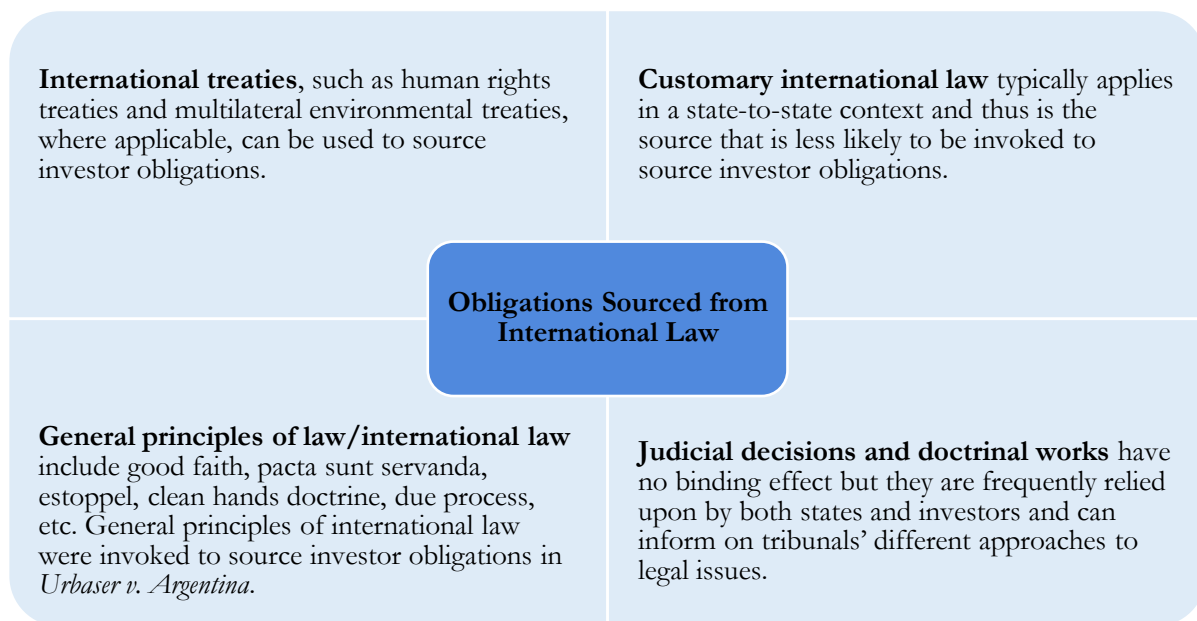 International treaties, such as human rights
treaties and multilateral environmental treaties,
where applicable, can be used to source
investor obligations.
Customary international law typically applies
in a state-to-state context and thus is the
source that is less likely to be invoked to
source investor obligations.
Obligations Sourced from
International Law
General principles of law/international law
include good faith, pacta sunt servanda,
estoppel, clean hands doctrine, due process,
etc. General principles of international law
were invoked to source investor obligations in
Urbaser v. Argentina.
Judicial decisions and doctrinal works have
no binding effect but they are frequently relied
upon by both states and investors and can
inform on tribunals’ different approaches to
legal issues.